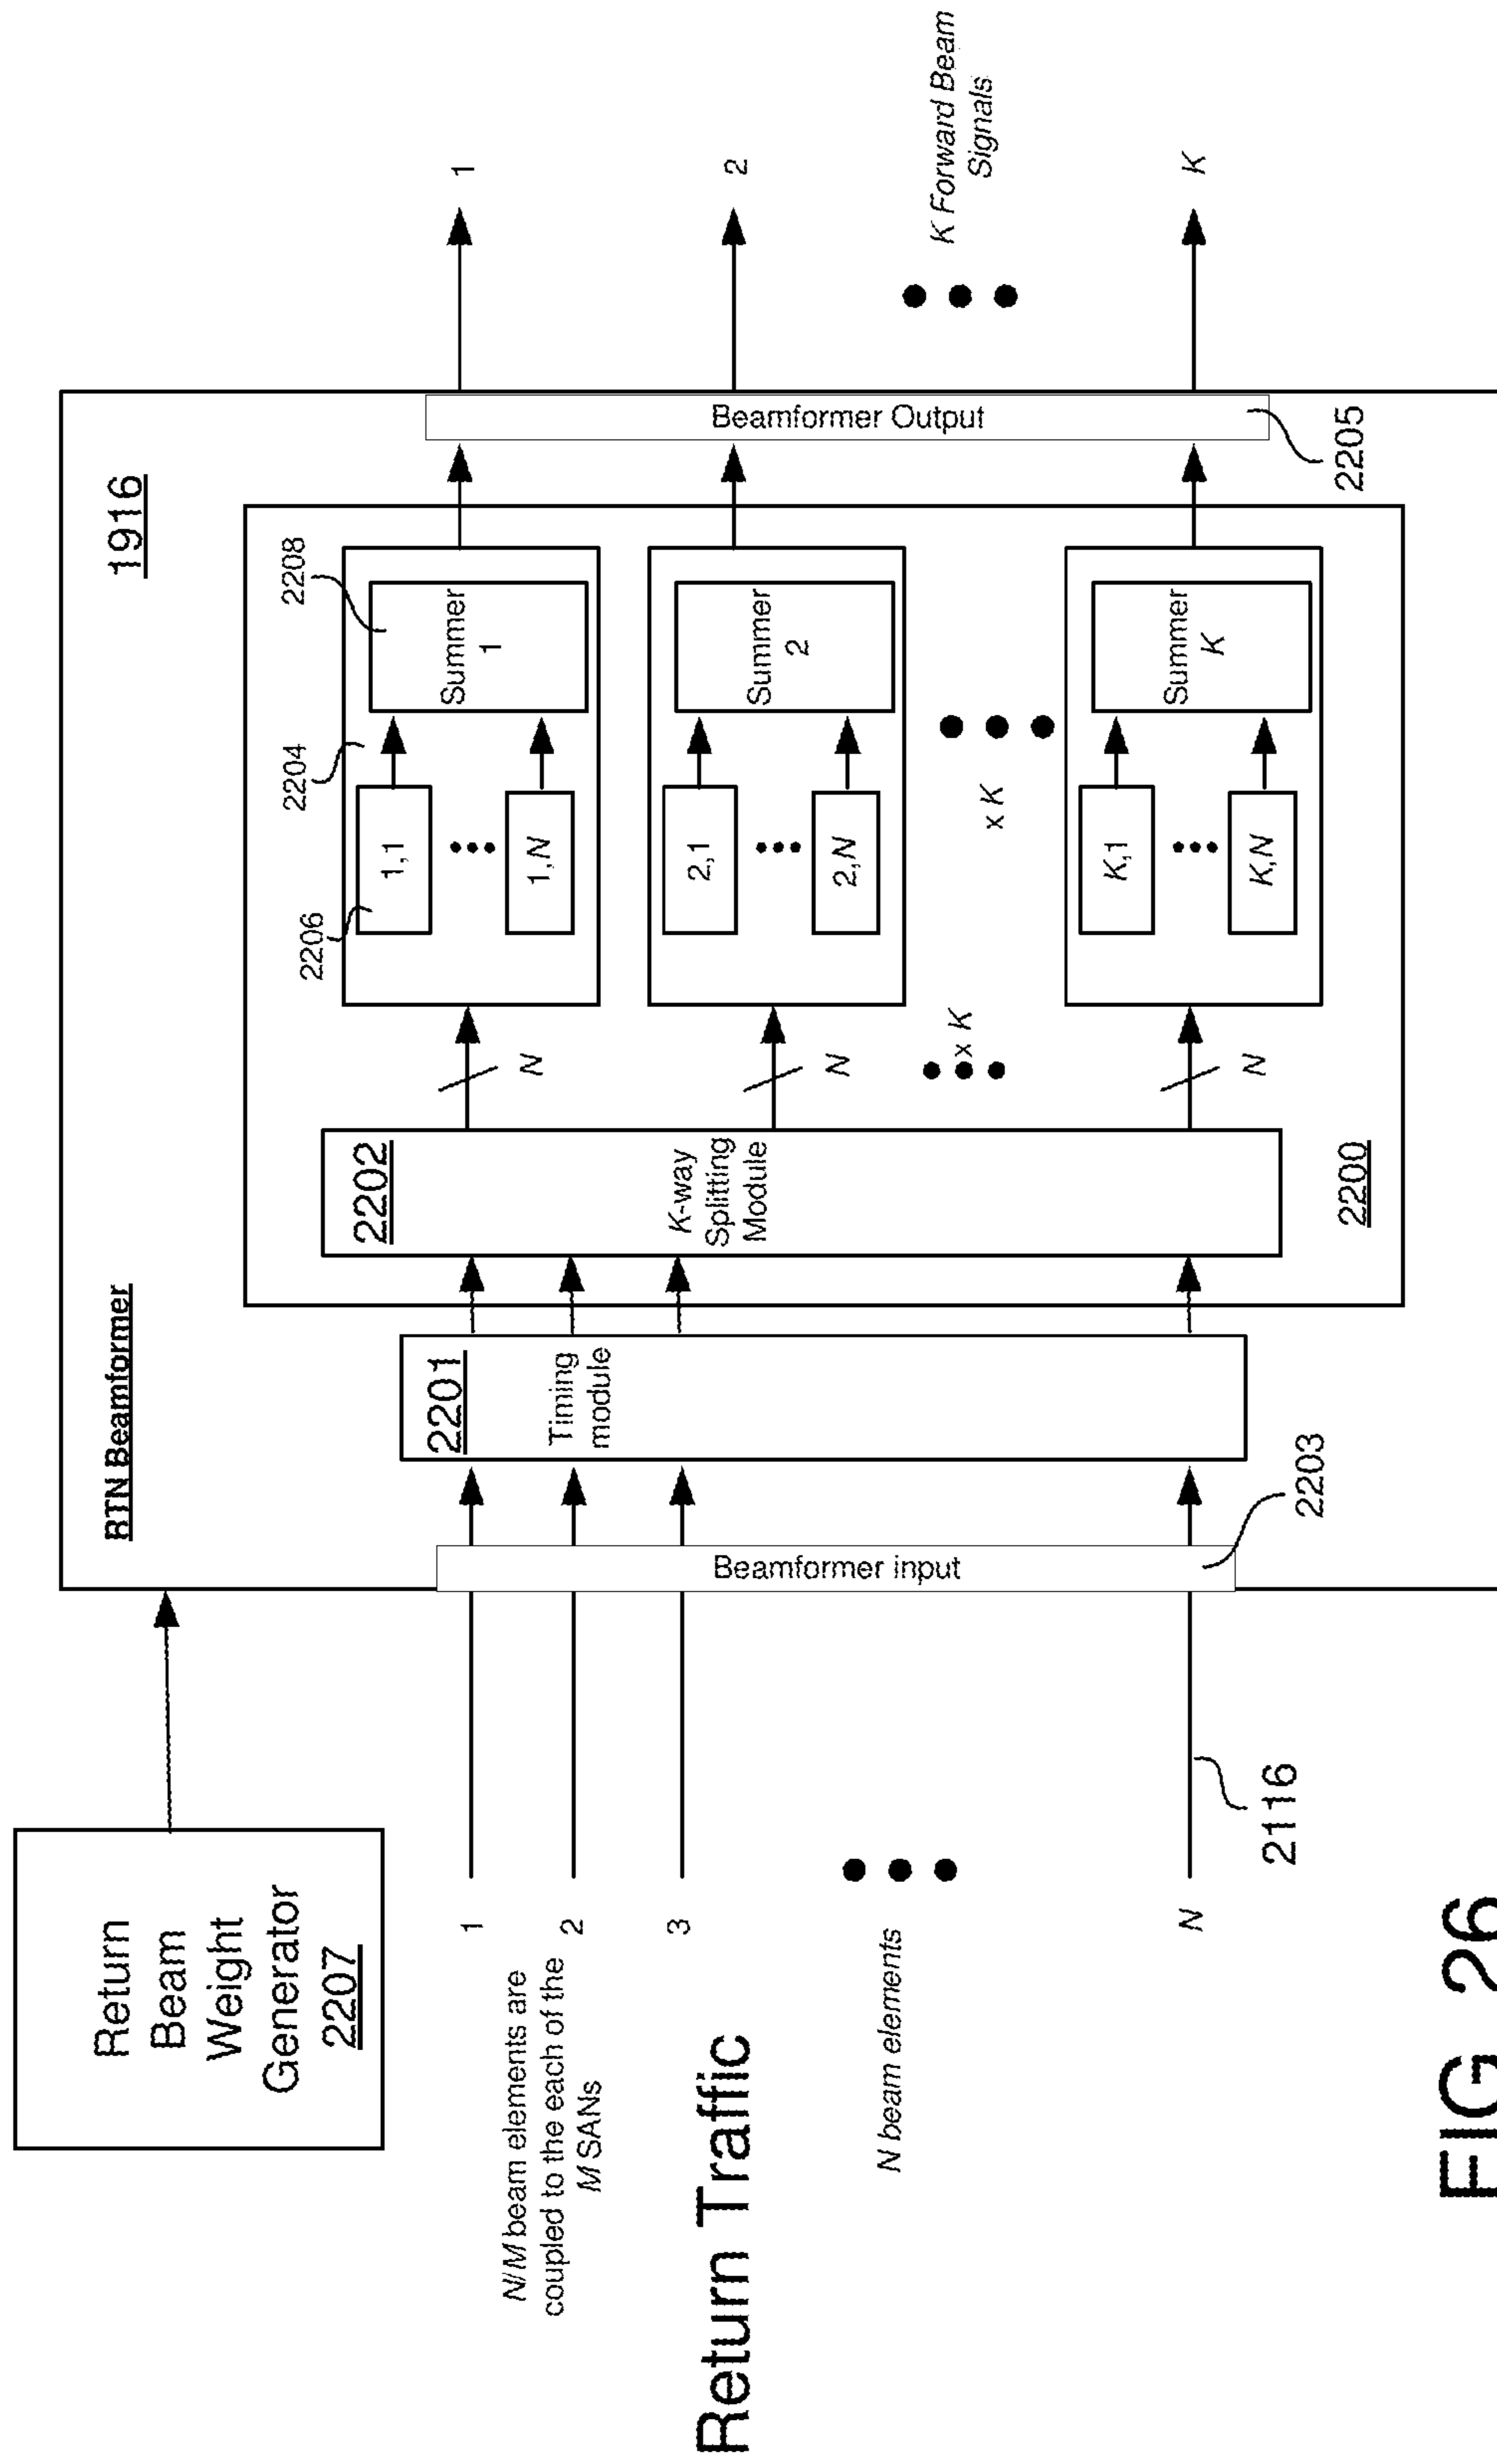 Return
Beam
Weight
Generator
2207
RTN Beamformer
1916
N/M beam elements are
coupled to the each of the
M SANs
1
2
3
N
Return Traffic
N beam elements
2116
Beamformer input
2203
2201
Timing
module
2202
K-way
Splitting
Module
2200
N
N
x K
N
2206
2204
2208
1,1
1,N
Summer
1
2,1
2,N
Summer
2
x K
K,1
K,N
Summer
K
Beamformer Output
2205
1
2
K Forward Beam
Signals
K
FIG. 26